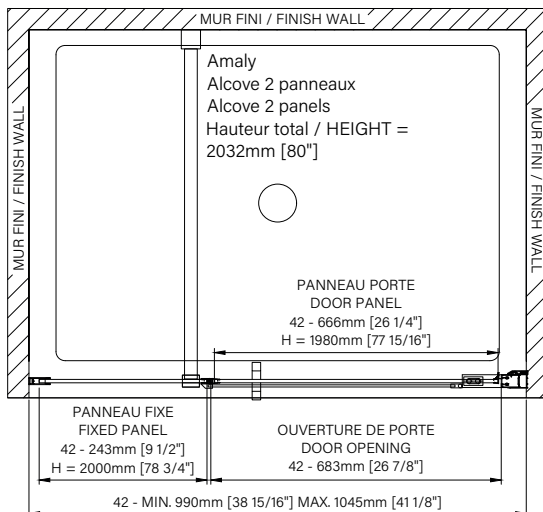 MUR FINI / FINISH WALL
MUR FINI / FINISH WALL
MUR FINI / FINISH WALL
Amaly
Alcove 2 panneaux
Alcove 2 panels
Hauteur total / HEIGHT =
2032mm [80"]
PANNEAU PORTE
DOOR PANEL
42 - 666mm [26 1/4"]
H = 1980mm [77 15/16"]
PANNEAU FIXE
FIXED PANEL
42 - 243mm [9 1/2"]
H = 2000mm [78 3/4"]
OUVERTURE DE PORTE
DOOR OPENING
42 - 683mm [26 7/8"]
42 - MIN. 990mm [38 15/16"] MAX. 1045mm [41 1/8"]